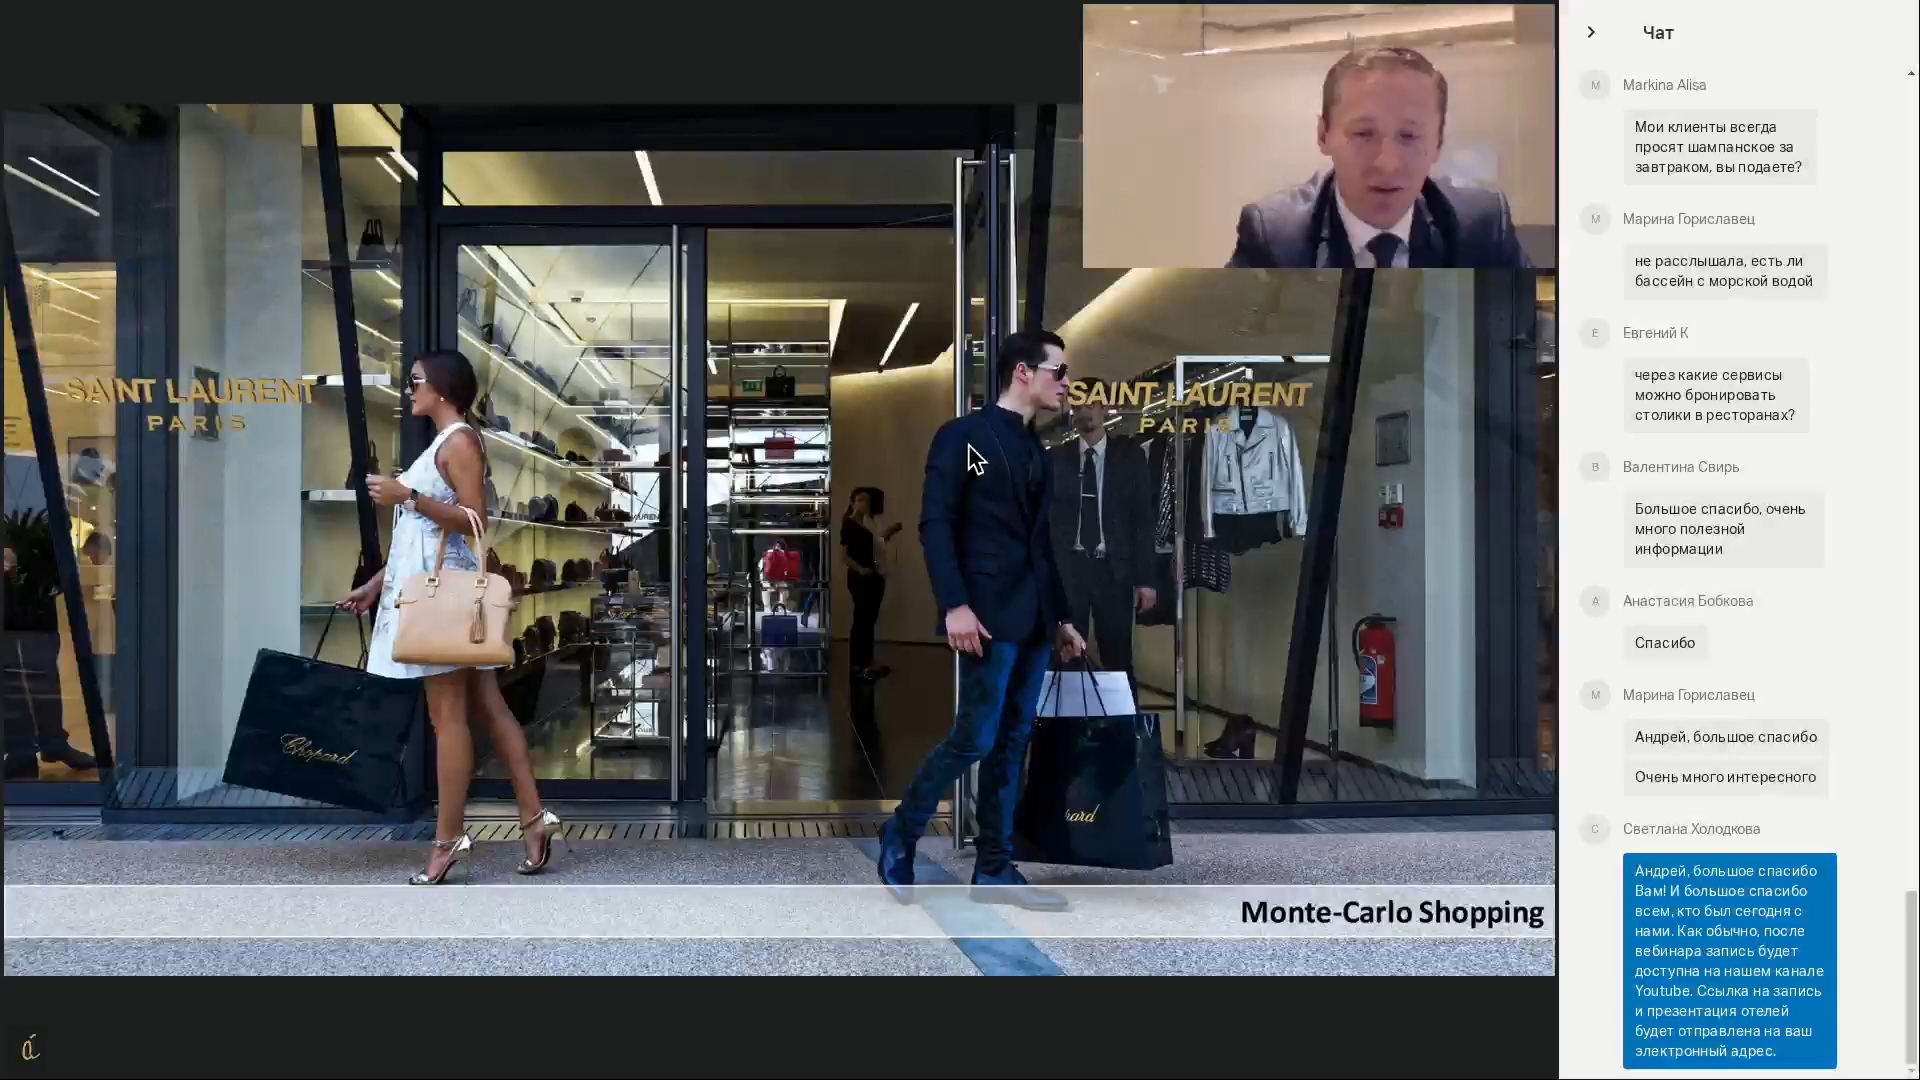 SAINT LAURENT
PARIS
SAINT LAURENT
PARIS
Chopard
Monte-Carlo Shopping
Чат
M
Markina Alisa
Мои клиенты всегда
просят шампанское за
завтраком, вы подаете?
М
Марина Гориславец
не расслышала, есть ли
бассейн с морской водой
Е
Евгений К
через какие сервисы
можно бронировать
столики в ресторанах?
В
Валентина Свирь
Большое спасибо, очень
много полезной
информации
А
Анастасия Бобкова
Спасибо
М
Марина Гориславец
Андрей, большое спасибо
Очень много интересного
С
Светлана Холодкова
Андрей, большое спасибо
Вам! И большое спасибо
всем, кто был сегодня с
нами. Как обычно, после
вебинара запись будет
доступна на нашем канале
Youtube. Ссылка на запись
и презентация отелей
будет отправлена на ваш
электронный адрес.